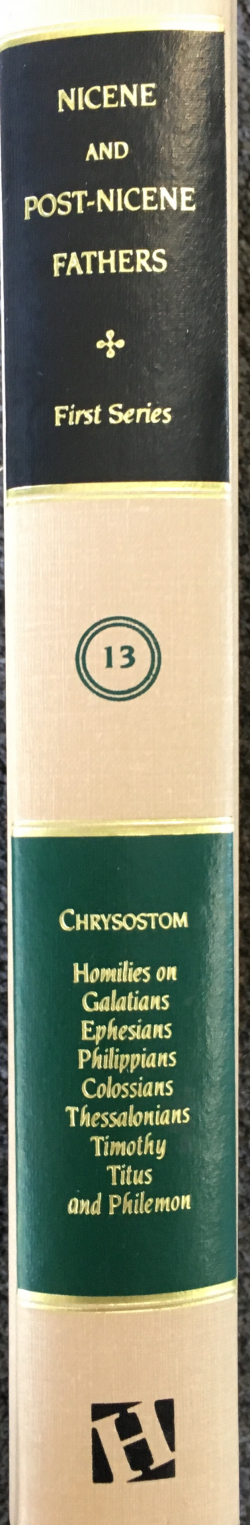 NICENE
AND
POST-NICENE
FATHERS
First Series
13
CHRYSOSTOM
Homilies on
Galatians
Ephesians
Philippians
Colossians
Thessalonians
Timothy
Titus
and Philemon
H